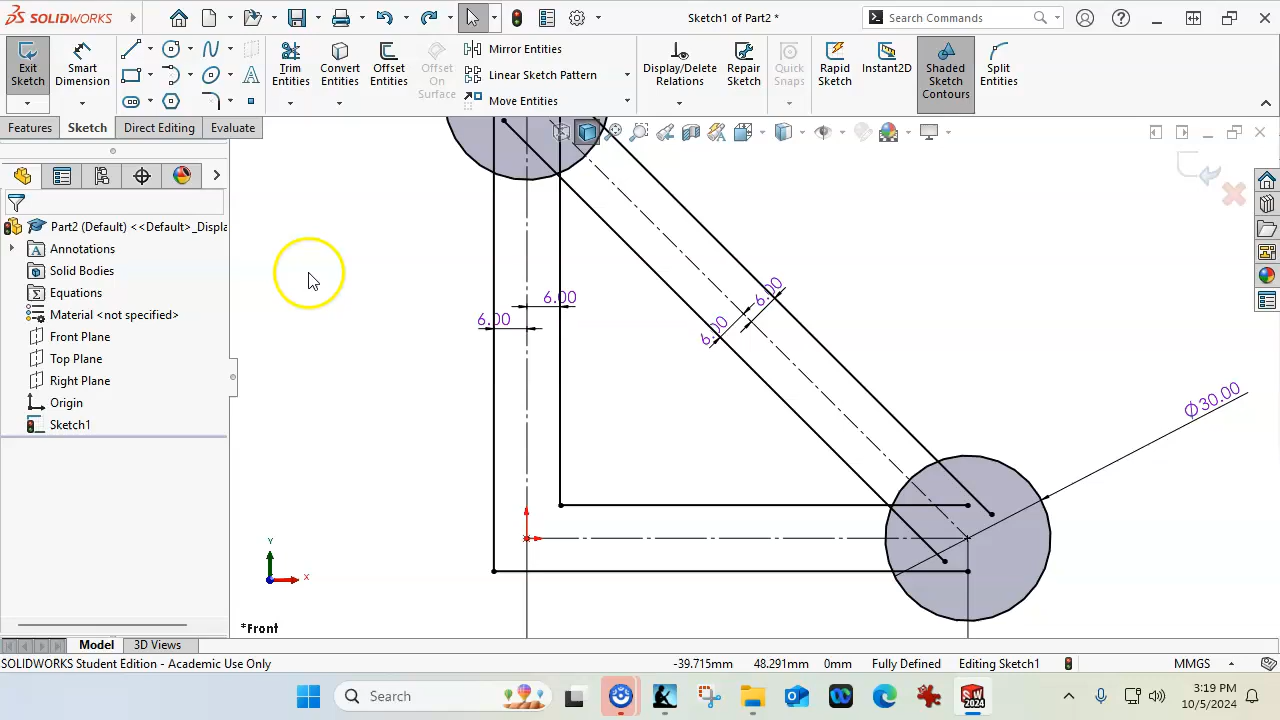 SOLIDWORKS
Sketch1 of Part2 *
Search Commands
Exit Sketch
Smart Dimension
Trim Entities
Convert Entities
Offset Entities
Offset On Surface
Mirror Entities
Linear Sketch Pattern
Move Entities
Display/Delete Relations
Repair Sketch
Quick Snaps
Rapid Sketch
Instant2D
Shaded Sketch Contours
Split Entities
Features
Sketch
Direct Editing
Evaluate
Part2 (Default) <<Default>_Displa
Annotations
Solid Bodies
Equations
Material <not specified>
Front Plane
Top Plane
Right Plane
Origin
Sketch1
6.00
6.00
6.00
6.00
Ø30.00
Y
X
*Front
Model
3D Views
SOLIDWORKS Student Edition - Academic Use Only
-39.715mm
48.291mm
0mm
Fully Defined
Editing Sketch1
MMGS
Search
SW 2024
3:19 PM
10/5/2024